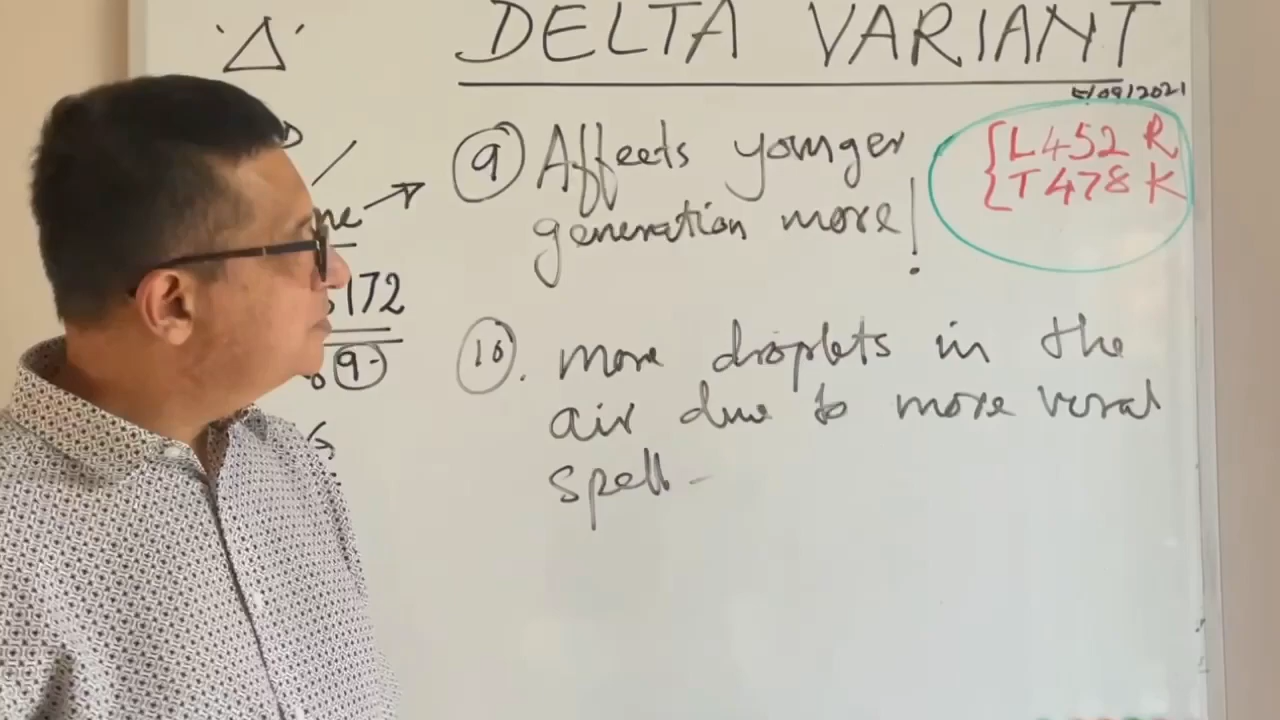 'Δ'
DELTA VARIANT
5/09/2021
9 Affects younger
generation more!
L452 R
T478 K
172
9-
10. more droplets in the
air due to more viral
spell-